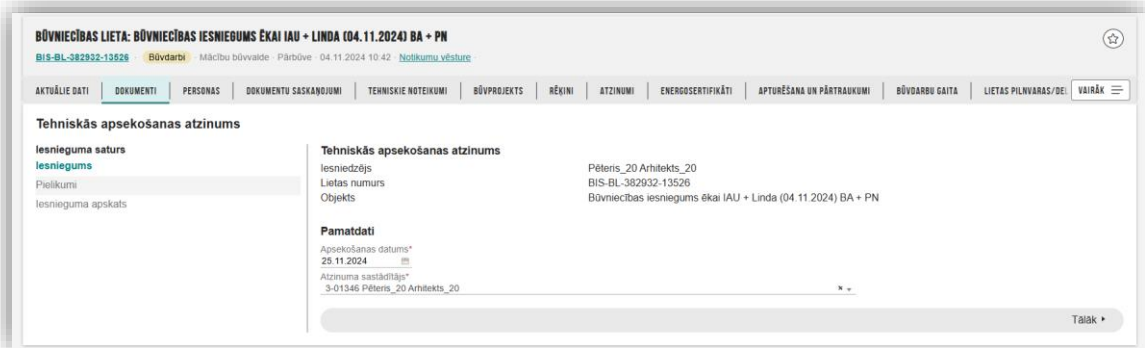 BŪVNIECĪBAS LIETA: BŪVNIECĪBAS IESNIEGUMS ĒKAI IAU + LINDA (04.11.2024) BA + PN
BIS-BL-382932-13526 Būvdarbi · Mācību būvvalde · Pārbūve · 04.11.2024 10:42 · Notikumu vēsture
AKTUĀLIE DATI DOKUMENTI PERSONAS DOKUMENTU SASKAŅOJUMI TEHNISKIE NOTEIKUMI BŪVPROJEKTS RĒĶINI ATZINUMI ENERGOSERTIFIKĀTI APTURĒŠANA UN PĀRTRAUKUMI BŪVDARBU GAITA LIETAS PILNVARAS/DEL VAIRĀK
Tehniskās apsekošanas atzinums
Iesnieguma saturs
Iesniegums
Pielikumi
Iesnieguma apskats
Tehniskās apsekošanas atzinums
Iesniedzējs Pēteris_20 Arhitekts_20
Lietas numurs BIS-BL-382932-13526
Objekts Būvniecības iesniegums ēkai IAU + Linda (04.11.2024) BA + PN
Pamatdati
Apsekošanas datums*
25.11.2024
Atzinuma sastādītājs*
3-01346 Pēteris_20 Arhitekts_20
Tālāk